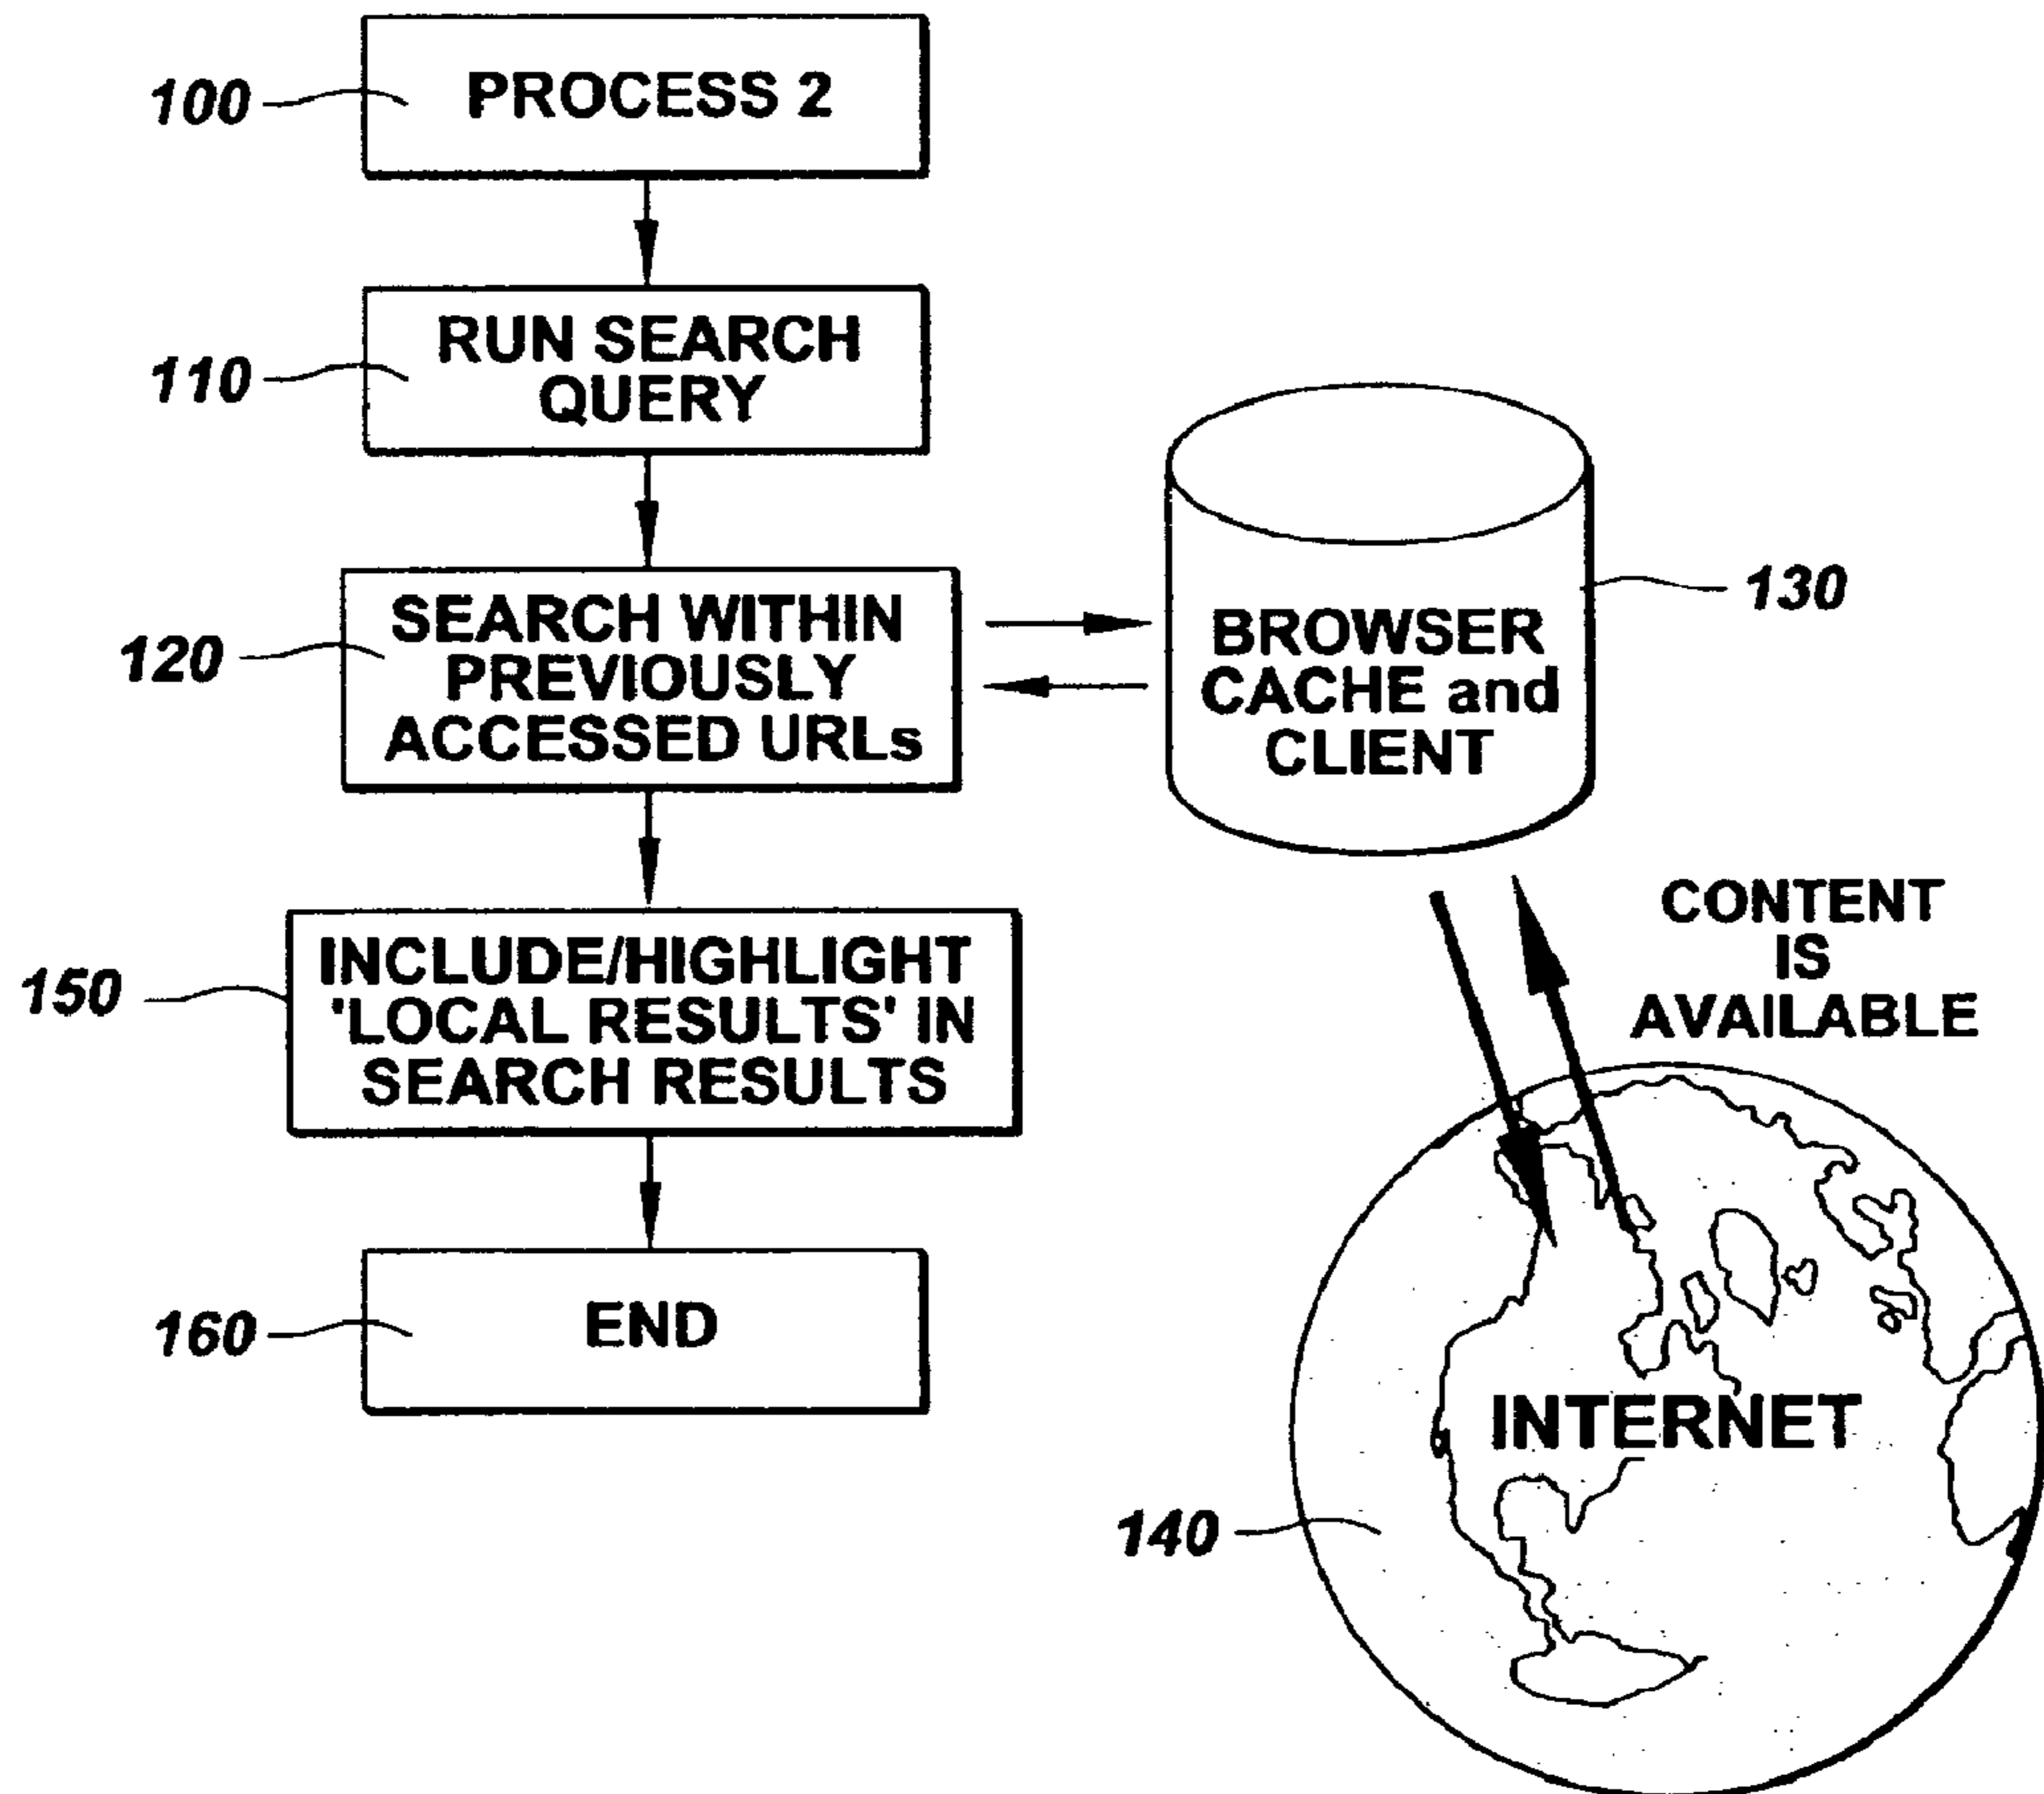 100
PROCESS 2
110
RUN SEARCH
QUERY
120
SEARCH WITHIN
PREVIOUSLY
ACCESSED URLs
130
BROWSER
CACHE and
CLIENT
CONTENT
IS
AVAILABLE
150
INCLUDE/HIGHLIGHT
'LOCAL RESULTS' IN
SEARCH RESULTS
160
END
INTERNET
140